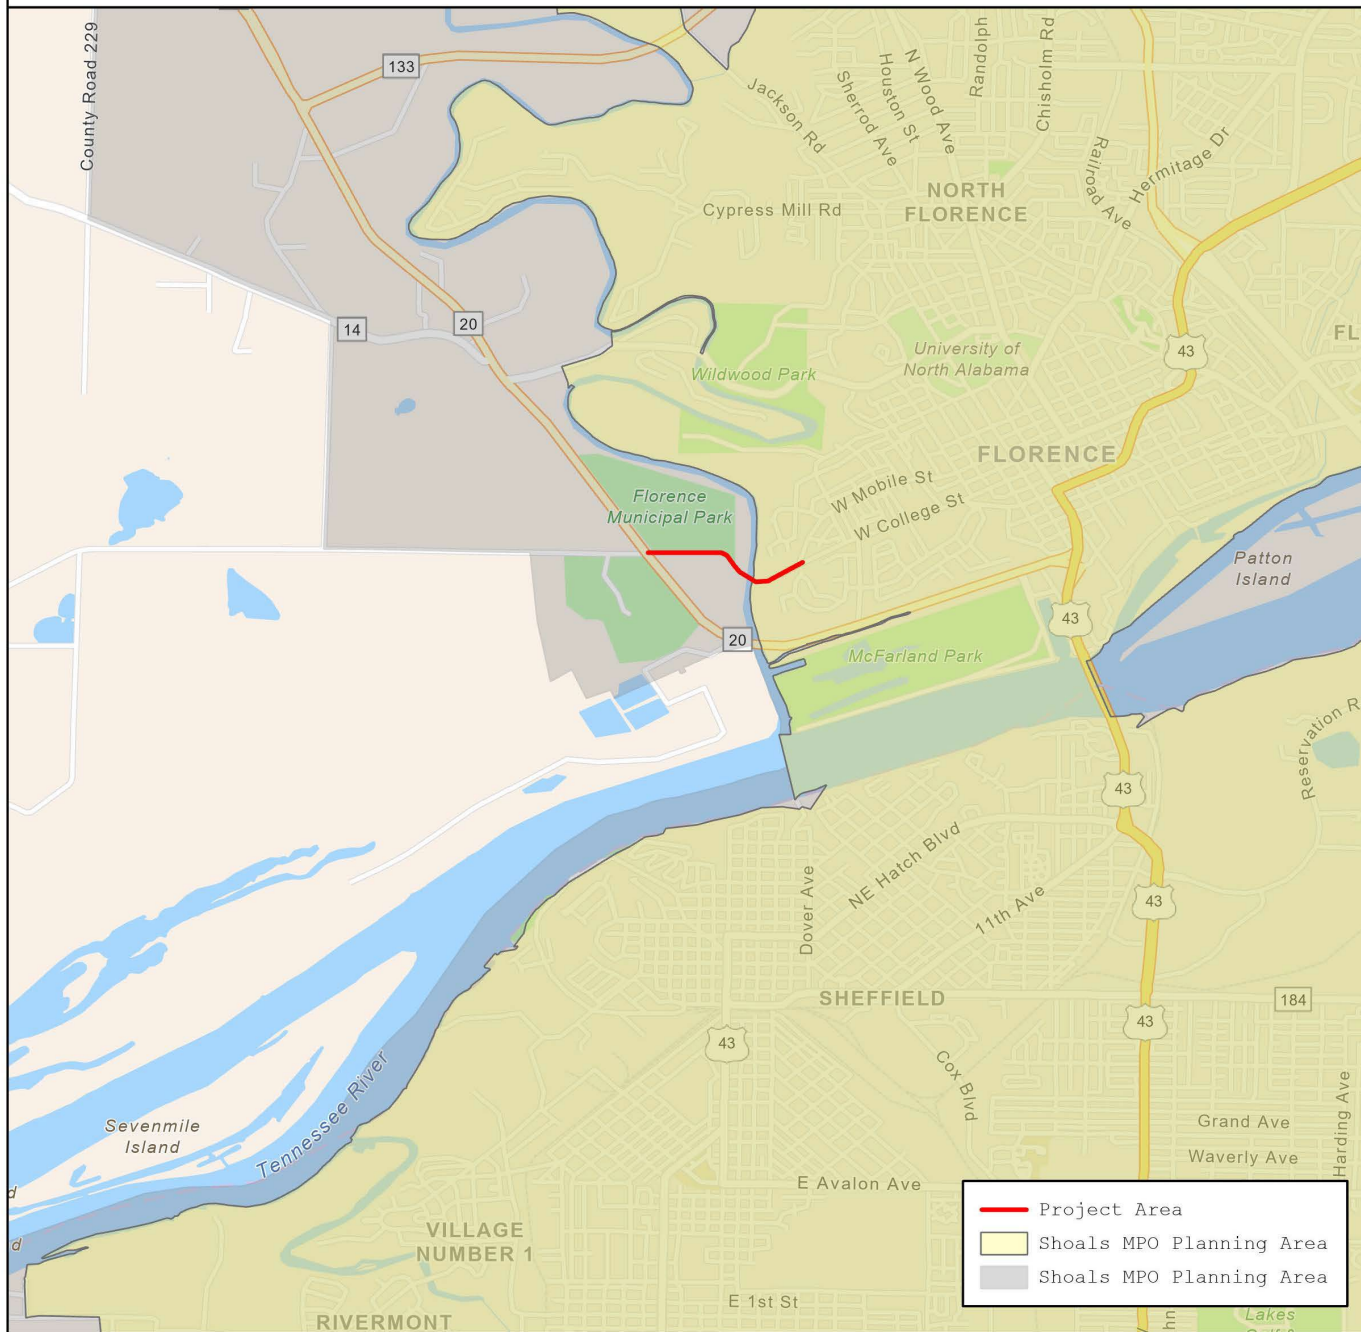 County Road 229
133
Jackson Rd
Sherrod Ave
Houston St
N Wood Ave
Randolph
Chisholm Rd
Railroad Ave
Hermitage Dr
NORTH
FLORENCE
Cypress Mill Rd
14
20
43
FL
University of
North Alabama
Wildwood Park
FLORENCE
W Mobile St
W College St
Florence
Municipal Park
Patton
Island
20
43
McFarland Park
Reservation R
43
NE Hatch Blvd
Dover Ave
11th Ave
43
SHEFFIELD
184
43
43
Cox Blvd
Tennessee River
Sevenmile
Island
Grand Ave
Waverly Ave
Harding Ave
d
d
E Avalon Ave
VILLAGE
NUMBER 1
E 1st St
RIVERMONT
Project Area
Shoals MPO Planning Area
Shoals MPO Planning Area
hn
Lakes